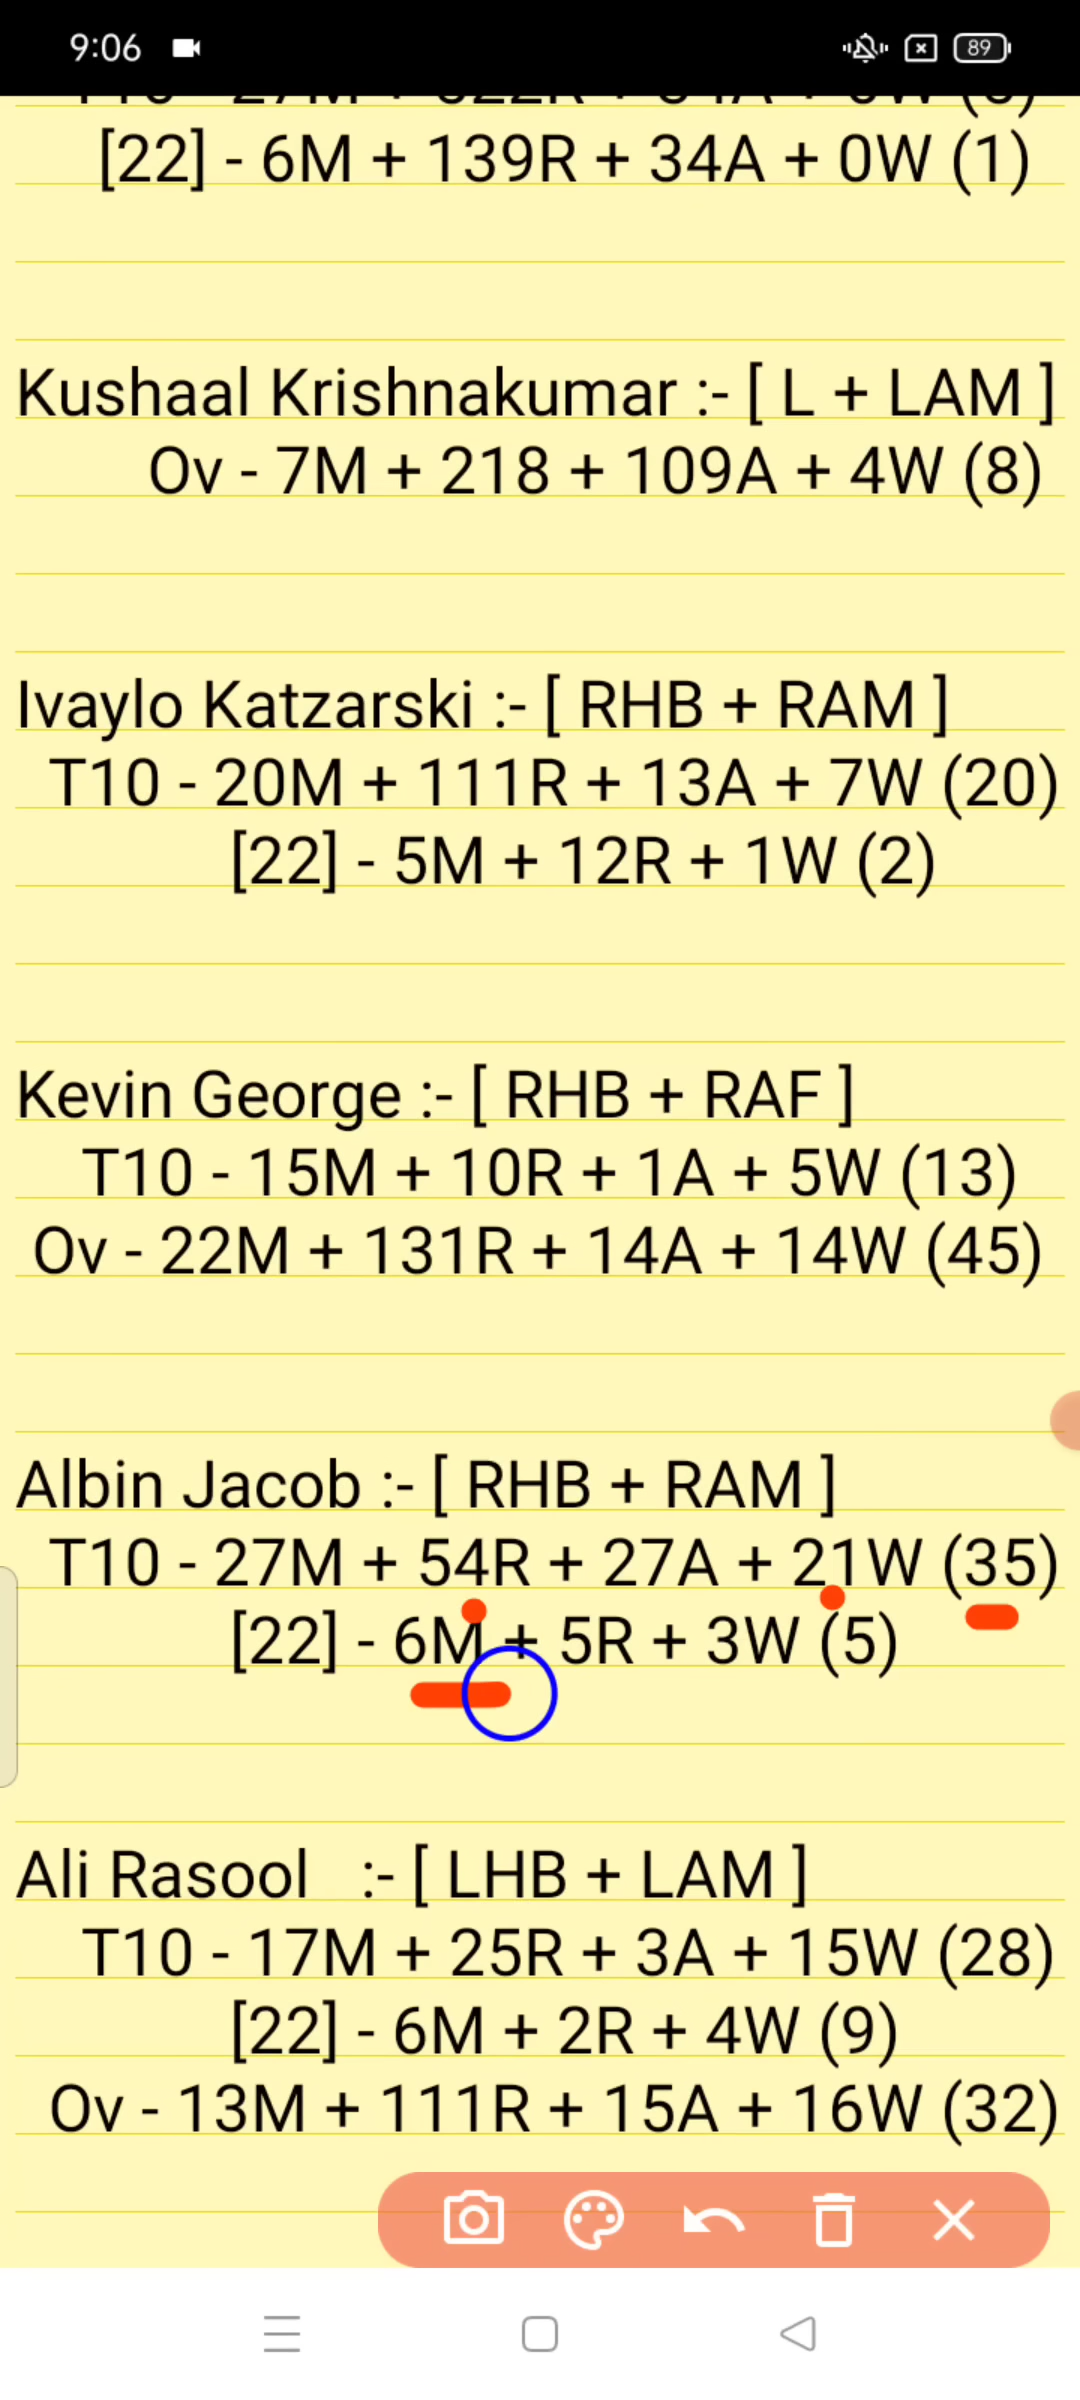 9:06
89
[22] - 6M + 139R + 34A + 0W (1)
Kushaal Krishnakumar :- [ L + LAM ]
Ov - 7M + 218 + 109A + 4W (8)
Ivaylo Katzarski :- [ RHB + RAM ]
T10 - 20M + 111R + 13A + 7W (20)
[22] - 5M + 12R + 1W (2)
Kevin George :- [ RHB + RAF ]
T10 - 15M + 10R + 1A + 5W (13)
Ov - 22M + 131R + 14A + 14W (45)
Albin Jacob :- [ RHB + RAM ]
T10 - 27M + 54R + 27A + 21W (35)
[22] - 6M + 5R + 3W (5)
Ali Rasool :- [ LHB + LAM ]
T10 - 17M + 25R + 3A + 15W (28)
[22] - 6M + 2R + 4W (9)
Ov - 13M + 111R + 15A + 16W (32)